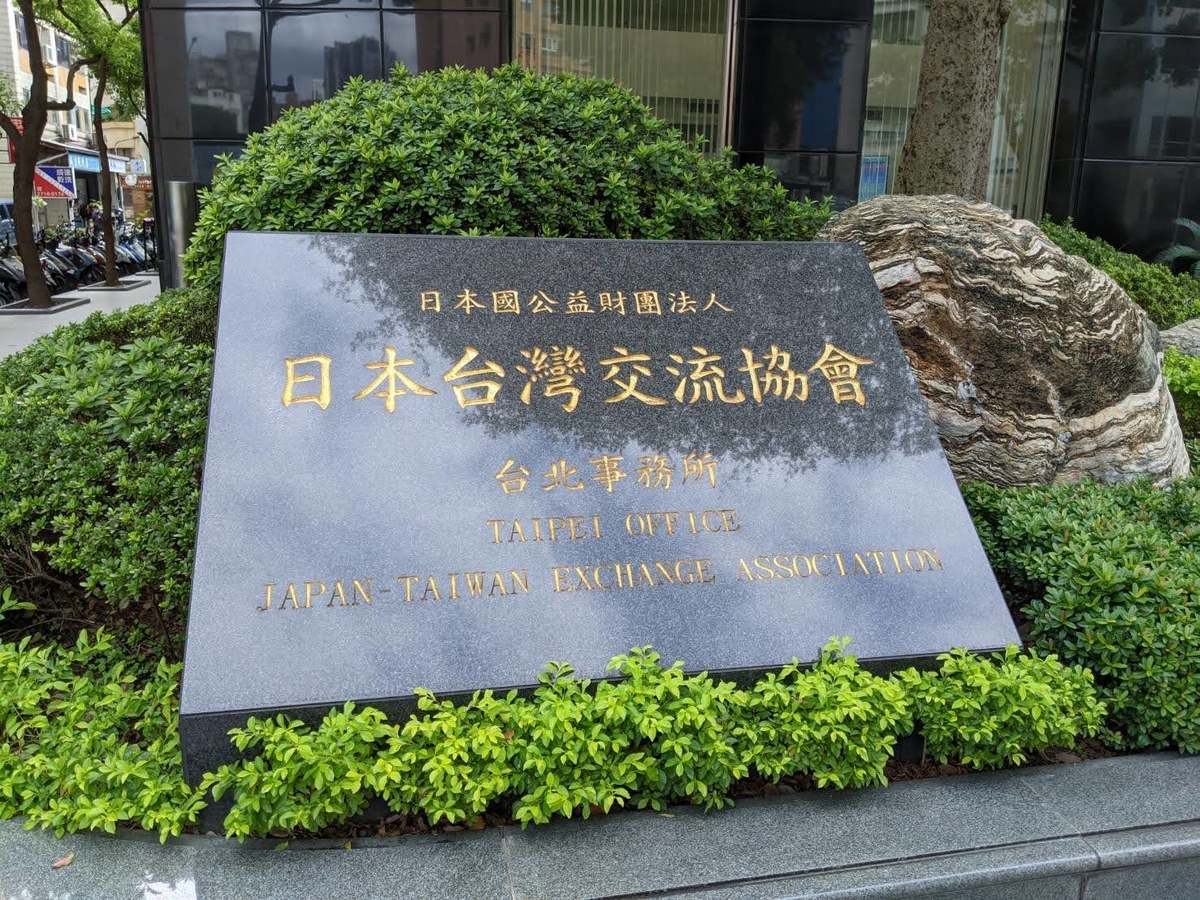 日本國公益財團法人
日本台灣交流協會
台北事務所
TAIPEI OFFICE
JAPAN-TAIWAN EXCHANGE ASSOCIATION